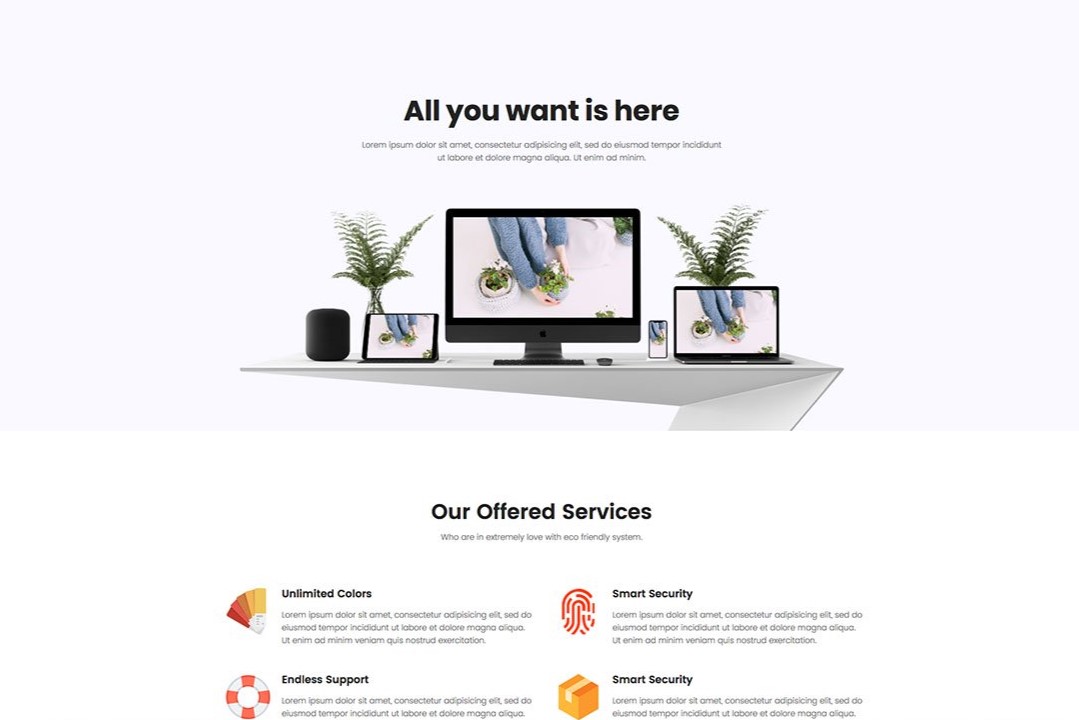 All you want is here
Lorem ipsum dolor sit amet, consectetur adipisicing elit, sed do eiusmod tempor incididunt
ut labore et dolore magna aliqua. Ut enim ad minim.
Our Offered Services
Who are in extremely love with eco friendly system.
Unlimited Colors
Lorem ipsum dolor sit amet, consectetur adipisicing elit, sed do
eiusmod tempor incididunt ut labore et dolore magna aliqua.
Ut enim ad minim veniam quis nostrud exercitation.
Smart Security
Lorem ipsum dolor sit amet, consectetur adipisicing elit, sed do
eiusmod tempor incididunt ut labore et dolore magna aliqua.
Ut enim ad minim veniam quis nostrud exercitation.
Endless Support
Lorem ipsum dolor sit amet, consectetur adipisicing elit, sed do
eiusmod tempor incididunt ut labore et dolore magna aliqua.
Smart Security
Lorem ipsum dolor sit amet, consectetur adipisicing elit, sed do
eiusmod tempor incididunt ut labore et dolore magna aliqua.